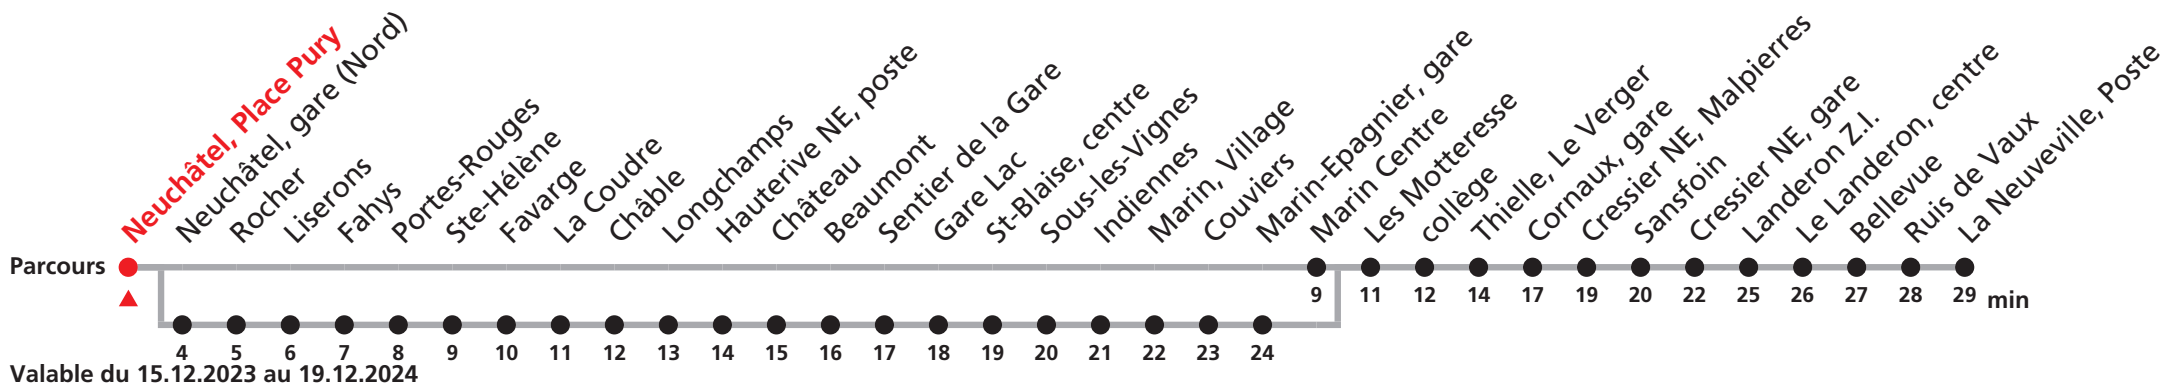 Neuchâtel, Place Pury
Neuchâtel, gare (Nord)
Rocher
Liserons
Fahys
Portes-Rouges
Ste-Hélène
Favarge
La Coudre
Châble
Longchamps
Hauterive NE, poste
Château
Beaumont
Sentier de la Gare
Gare Lac
St-Blaise, centre
Sous-les-Vignes
Indiennes
Marin, Village
Couviers
Marin-Epagnier, gare
Marin Centre
Les Motteresse
collège
Thielle, Le Verger
Cornaux, gare
Cressier NE, Malpierres
Sansfoin
Cressier NE, gare
Landeron Z.I.
Le Landeron, centre
Bellevue
Ruis de Vaux
La Neuveville, Poste
Parcours
9 11 12 14 17 19 20 22 25 26 27 28 29 min
4 5 6 7 8 9 10 11 12 13 14 15 16 17 18 19 20 21 22 23 24
Valable du 15.12.2023 au 19.12.2024